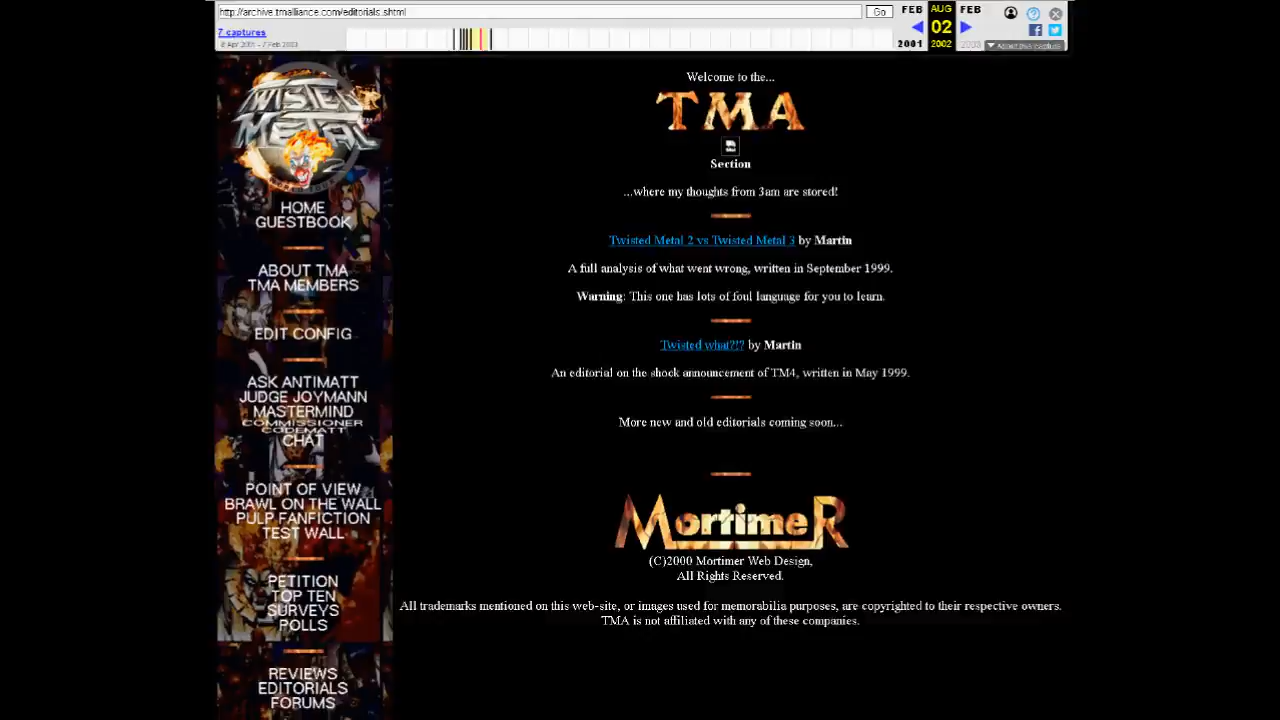 http://archive.tmalliance.com/editorials.shtml
Go
FEB AUG FEB
7 captures
02
2001 2002 2003
About this capture
TWISTED
METAL
HOME
GUESTBOOK
ABOUT TMA
TMA MEMBERS
EDIT CONFIG
ASK ANTIMATT
JUDGE JOYMANN
MASTERMIND
COMMISSIONER
CODEMATT
CHAT
POINT OF VIEW
BRAWL ON THE WALL
PULP FANFICTION
TEST WALL
PETITION
TOP TEN
SURVEYS
POLLS
REVIEWS
EDITORIALS
FORUMS
Welcome to the...
TMA
Section
...where my thoughts from 3am are stored!
Twisted Metal 2 vs Twisted Metal 3 by Martin
A full analysis of what went wrong, written in September 1999.
Warning: This one has lots of foul language for you to learn.
Twisted what?!? by Martin
An editorial on the shock announcement of TM4, written in May 1999.
More new and old editorials coming soon...
MortimeR
(C)2000 Mortimer Web Design,
All Rights Reserved.
All trademarks mentioned on this web-site, or images used for memorabilia purposes, are copyrighted to their respective owners.
TMA is not affiliated with any of these companies.